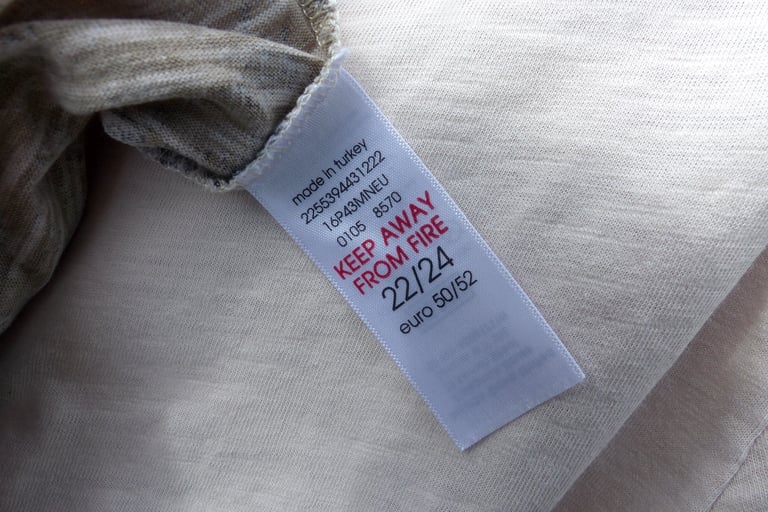 made in turkey
2255394431222
16P43MNEU
0105 8570
KEEP AWAY
FROM FIRE
22/24
euro 50/52